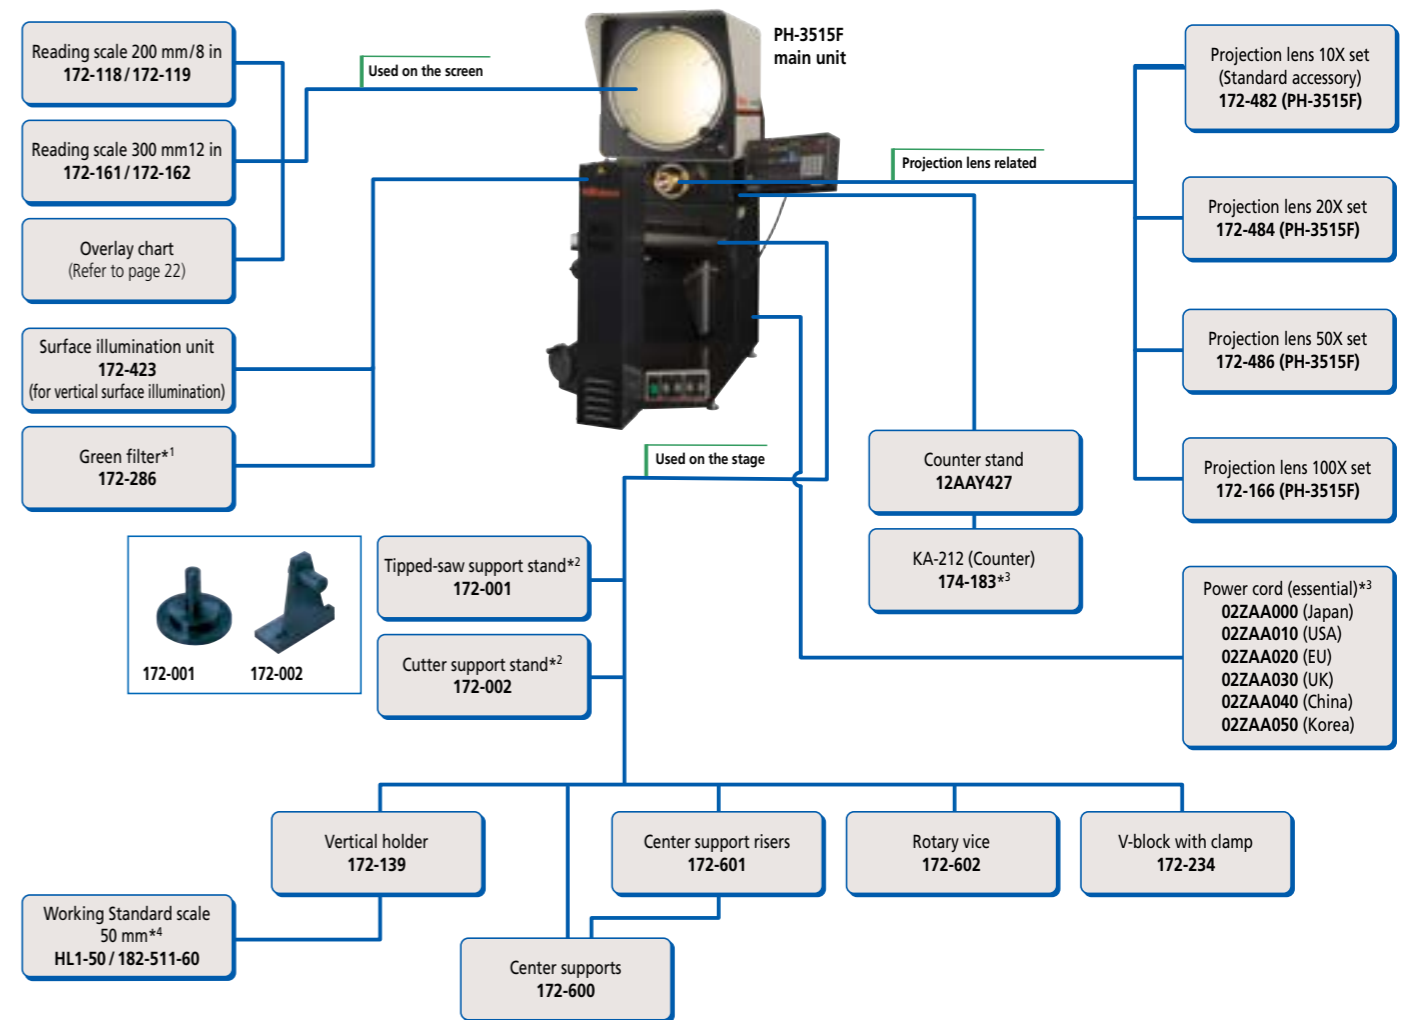 Reading scale 200 mm/8 in
172-118 / 172-119
Reading scale 300 mm12 in
172-161 / 172-162
Overlay chart
(Refer to page 22)
Surface illumination unit
172-423
(for vertical surface illumination)
Green filter*1
172-286
Used on the screen
PH-3515F
main unit
Projection lens related
Projection lens 10X set
(Standard accessory)
172-482 (PH-3515F)
Projection lens 20X set
172-484 (PH-3515F)
Projection lens 50X set
172-486 (PH-3515F)
Projection lens 100X set
172-166 (PH-3515F)
Used on the stage
Counter stand
12AAY427
KA-212 (Counter)
174-183*3
Power cord (essential)*3
02ZAA000 (Japan)
02ZAA010 (USA)
02ZAA020 (EU)
02ZAA030 (UK)
02ZAA040 (China)
02ZAA050 (Korea)
172-001
172-002
Tipped-saw support stand*2
172-001
Cutter support stand*2
172-002
Vertical holder
172-139
Center support risers
172-601
Rotary vice
172-602
V-block with clamp
172-234
Working Standard scale
50 mm*4
HL1-50 / 182-511-60
Center supports
172-600